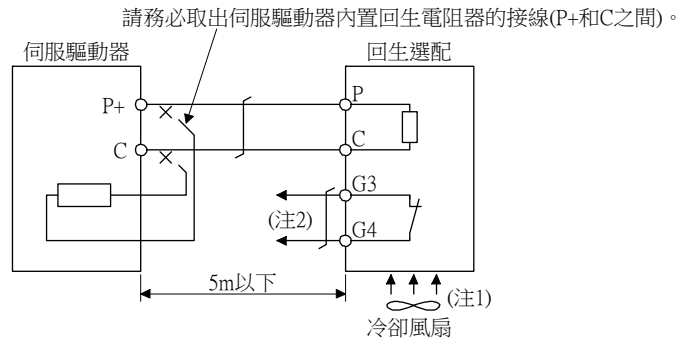 請務必取出伺服驅動器內置回生電阻器的接線(P+和C之間)。
伺服驅動器
回生選配
P+
P
C
C
G3
(注2)
G4
5m以下
(注1)
冷卻風扇